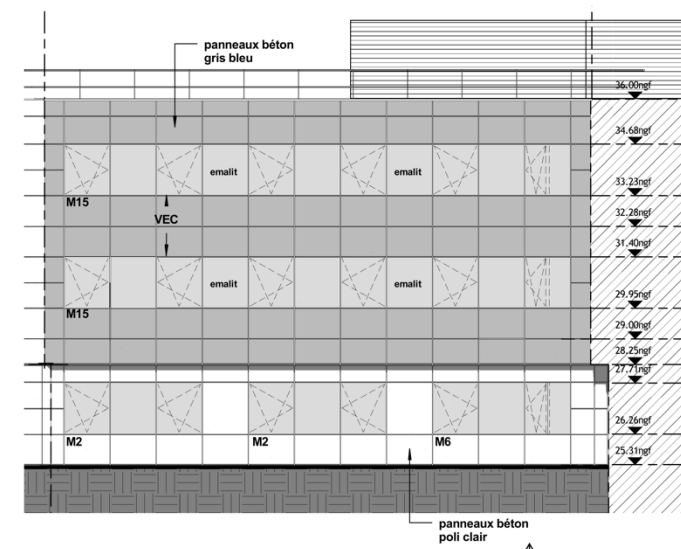 panneaux béton
gris bleu
36.00ngf
34.68ngf
emalit
emalit
33.23ngf
M15
VEC
32.28ngf
31.40ngf
emalit
emalit
29.95ngf
M15
29.00ngf
28.25ngf
27.71ngf
26.26ngf
M2
M2
M6
25.31ngf
panneaux béton
poli clair